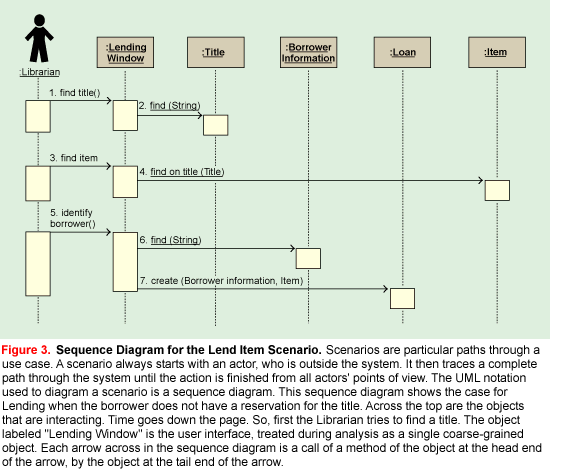 :Librarian
:Lending
Window
:Title
:Borrower
Information
:Loan
:Item
1. find title()
2. find (String)
3. find item
4. find on title (Title)
5. identify
borrower()
6. find (String)
7. create (Borrower information, Item)
Figure 3. Sequence Diagram for the Lend Item Scenario. Scenarios are particular paths through a
use case. A scenario always starts with an actor, who is outside the system. It then traces a complete
path through the system until the action is finished from all actors' points of view. The UML notation
used to diagram a scenario is a sequence diagram. This sequence diagram shows the case for
Lending when the borrower does not have a reservation for the title. Across the top are the objects
that are interacting. Time goes down the page. So, first the Librarian tries to find a title. The object
labeled "Lending Window" is the user interface, treated during analysis as a single coarse-grained
object. Each arrow across in the sequence diagram is a call of a method of the object at the head end
of the arrow, by the object at the tail end of the arrow.